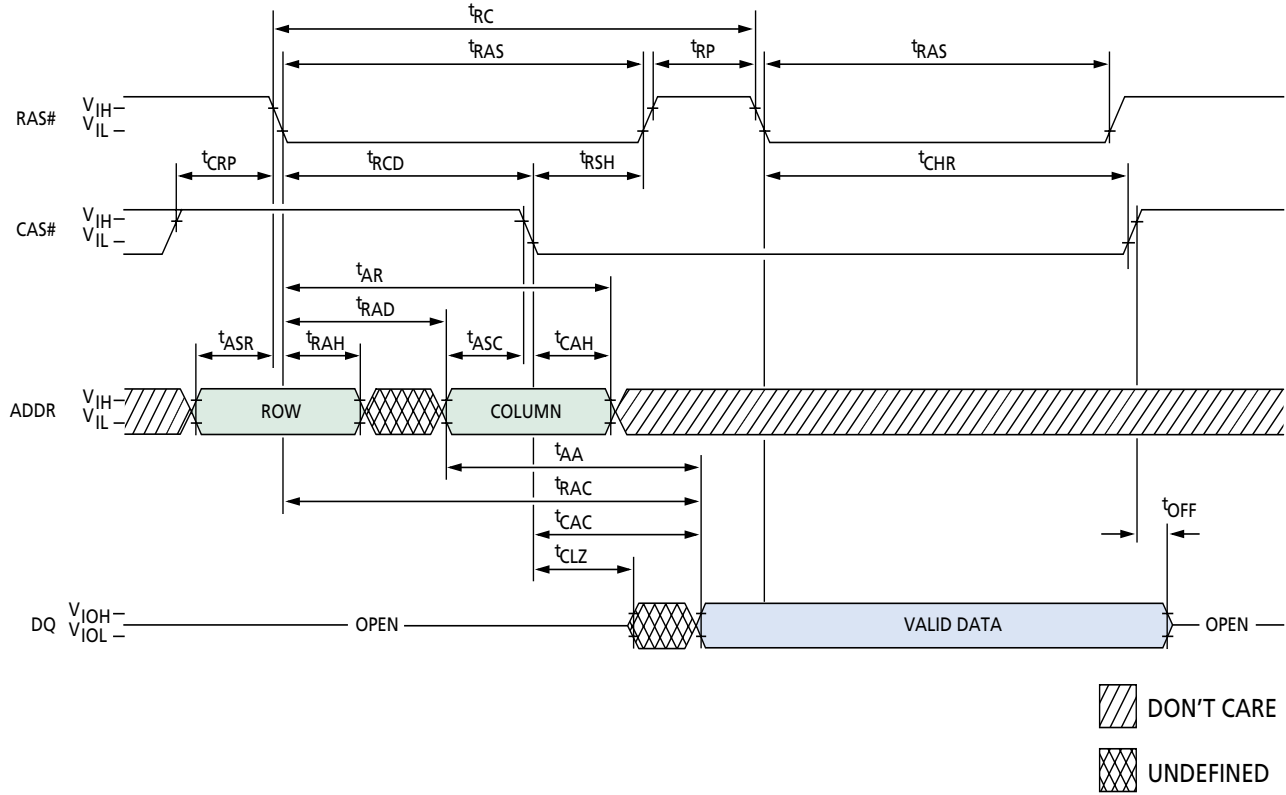 tRC
tRAS tRP tRAS
RAS# VIH
VIL
tCRP tRCD tRSH tCHR
CAS# VIH
VIL
tAR
tRAD
tASR tRAH tASC tCAH
ADDR VIH
VIL
ROW COLUMN
tAA
tRAC
tCAC tOFF
tCLZ
DQ VIOH
VIOL
OPEN VALID DATA OPEN
DON'T CARE
UNDEFINED